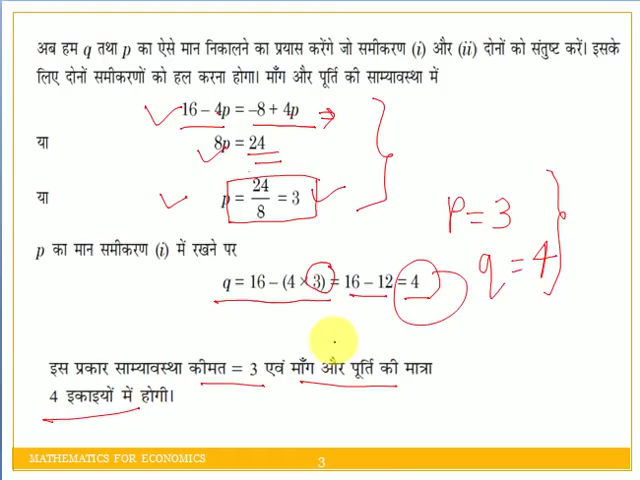 अब हम q तथा p का ऐसे मान निकालने का प्रयास करेंगे जो समीकरण (i) और (ii) दोनों को संतुष्ट करें। इसके
लिए दोनों समीकरणों को हल करना होगा। माँग और पूर्ति की साम्यावस्था में
16 – 4p = –8 + 4p
या 8p = 24
या p = 24/8 = 3
P = 3
p का मान समीकरण (i) में रखने पर
q = 4
q = 16 – (4 × 3) = 16 – 12 = 4
इस प्रकार साम्यावस्था कीमत = 3 एवं माँग और पूर्ति की मात्रा
4 इकाइयों में होगी।
MATHEMATICS FOR ECONOMICS 3